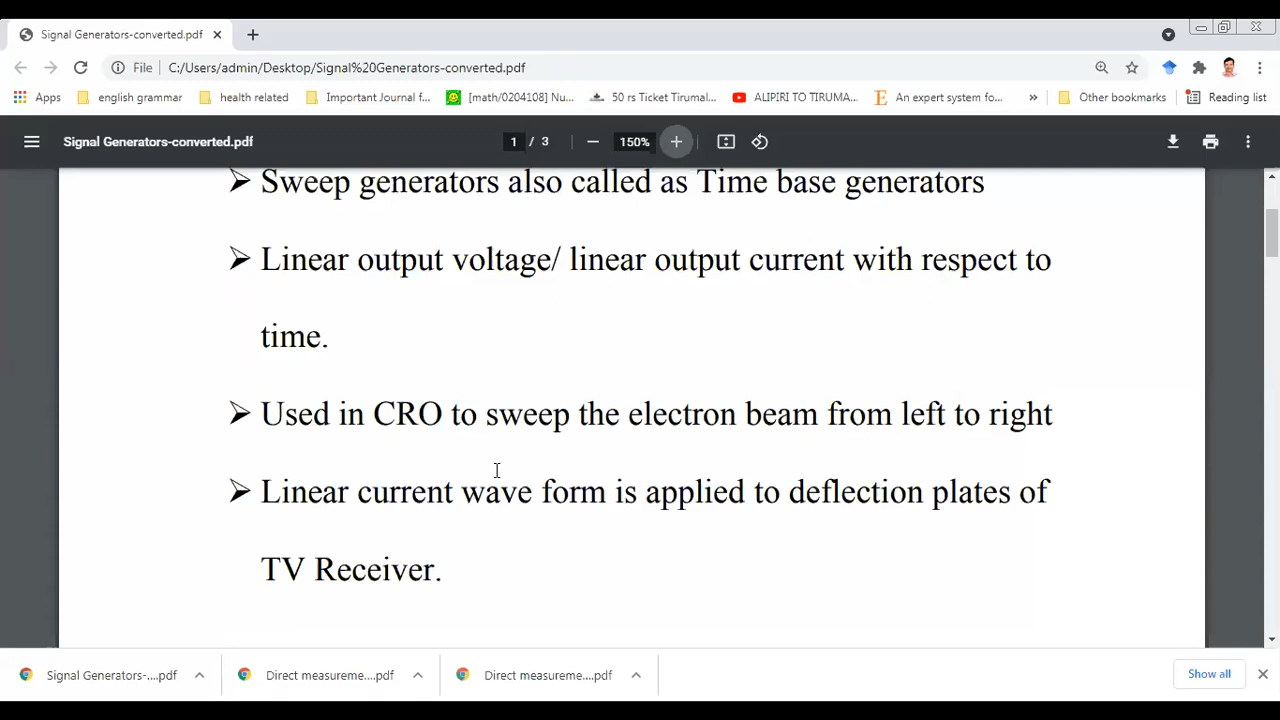 Signal Generators-converted.pdf
File | C:/Users/admin/Desktop/Signal%20Generators-converted.pdf
Apps english grammar health related Important Journal f... [math/0204108] Nu... 50 rs Ticket Tirumal... ALIPIRI TO TIRUMA... An expert system fo... » Other bookmarks Reading list
Signal Generators-converted.pdf 1 / 3 150%
➢ Sweep generators also called as Time base generators
➢ Linear output voltage/ linear output current with respect to
time.
➢ Used in CRO to sweep the electron beam from left to right
➢ Linear current wave form is applied to deflection plates of
TV Receiver.
Signal Generators-....pdf Direct measureme....pdf Direct measureme....pdf Show all